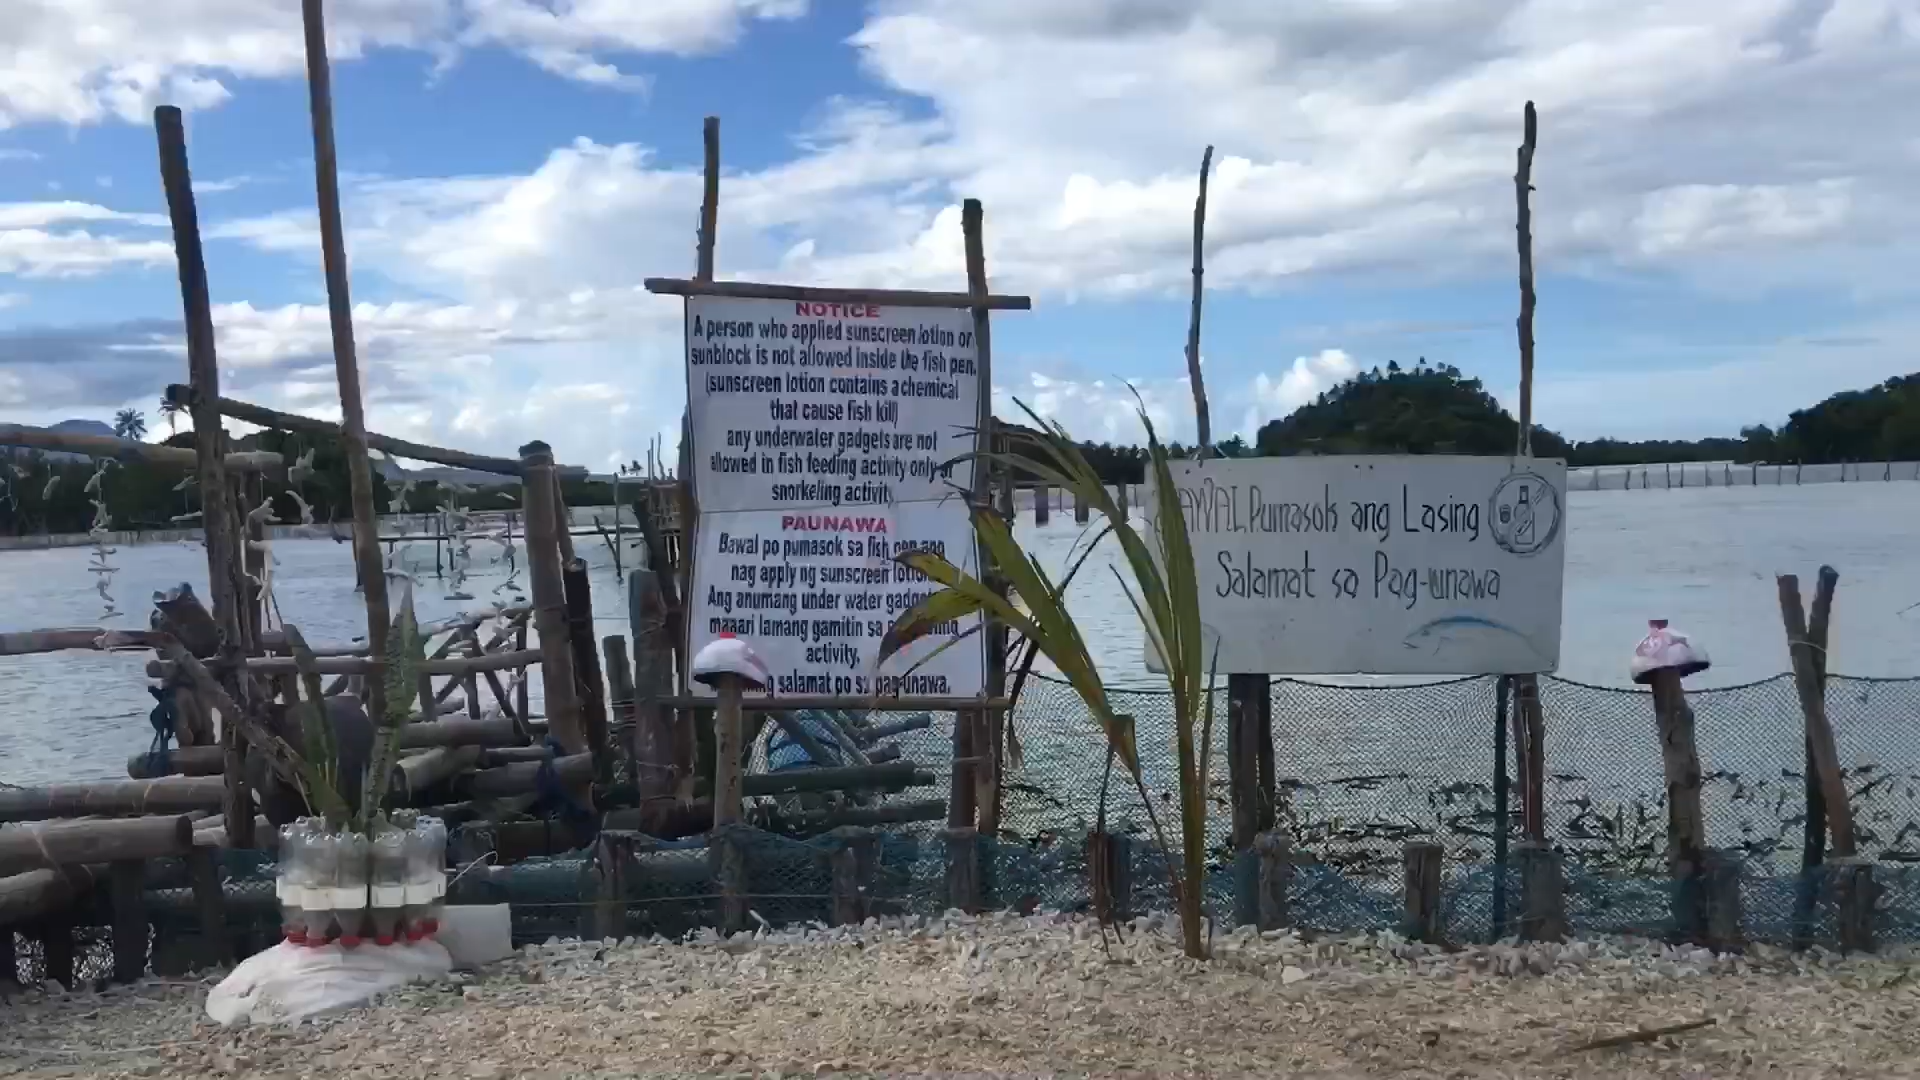 NOTICE
A person who applied sunscreen lotion or
sunblock is not allowed inside the fish pen.
(sunscreen lotion contains a chemical
that cause fish kill)
any underwater gadgets are not
allowed in fish feeding activity only
snorkeling activity
PAUNAWA
Bawal po pumasok sa fish pen ang
nag apply ng sunscreen lotion
Ang anumang under water gadgets
maaari lamang gamitin sa
activity.
salamat po sa pag-unawa.
Pumasok ang Lasing
Salamat sa Pag-unawa